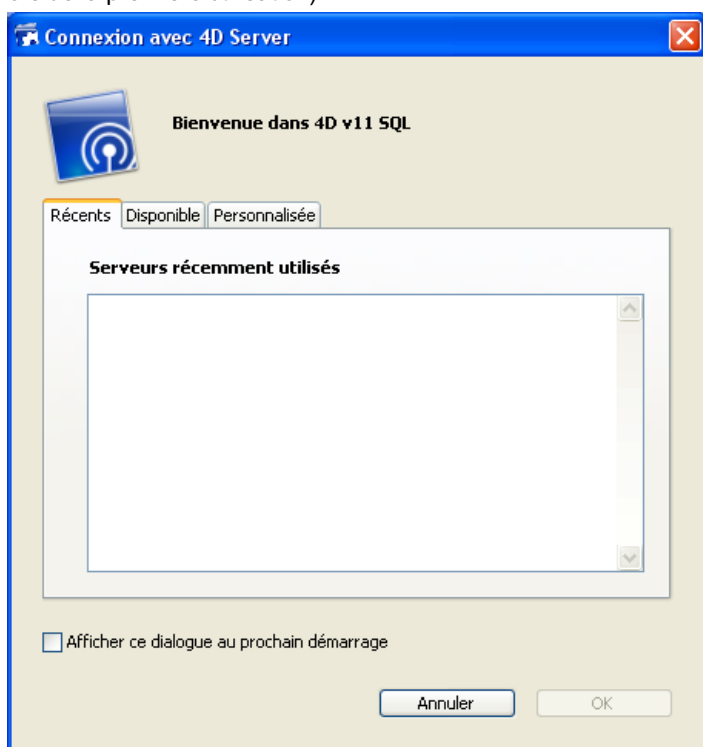 Connexion avec 4D Server
Bienvenue dans 4D v11 SQL
Récents Disponible Personnalisée
Serveurs récemment utilisés
Afficher ce dialogue au prochain démarrage
Annuler OK